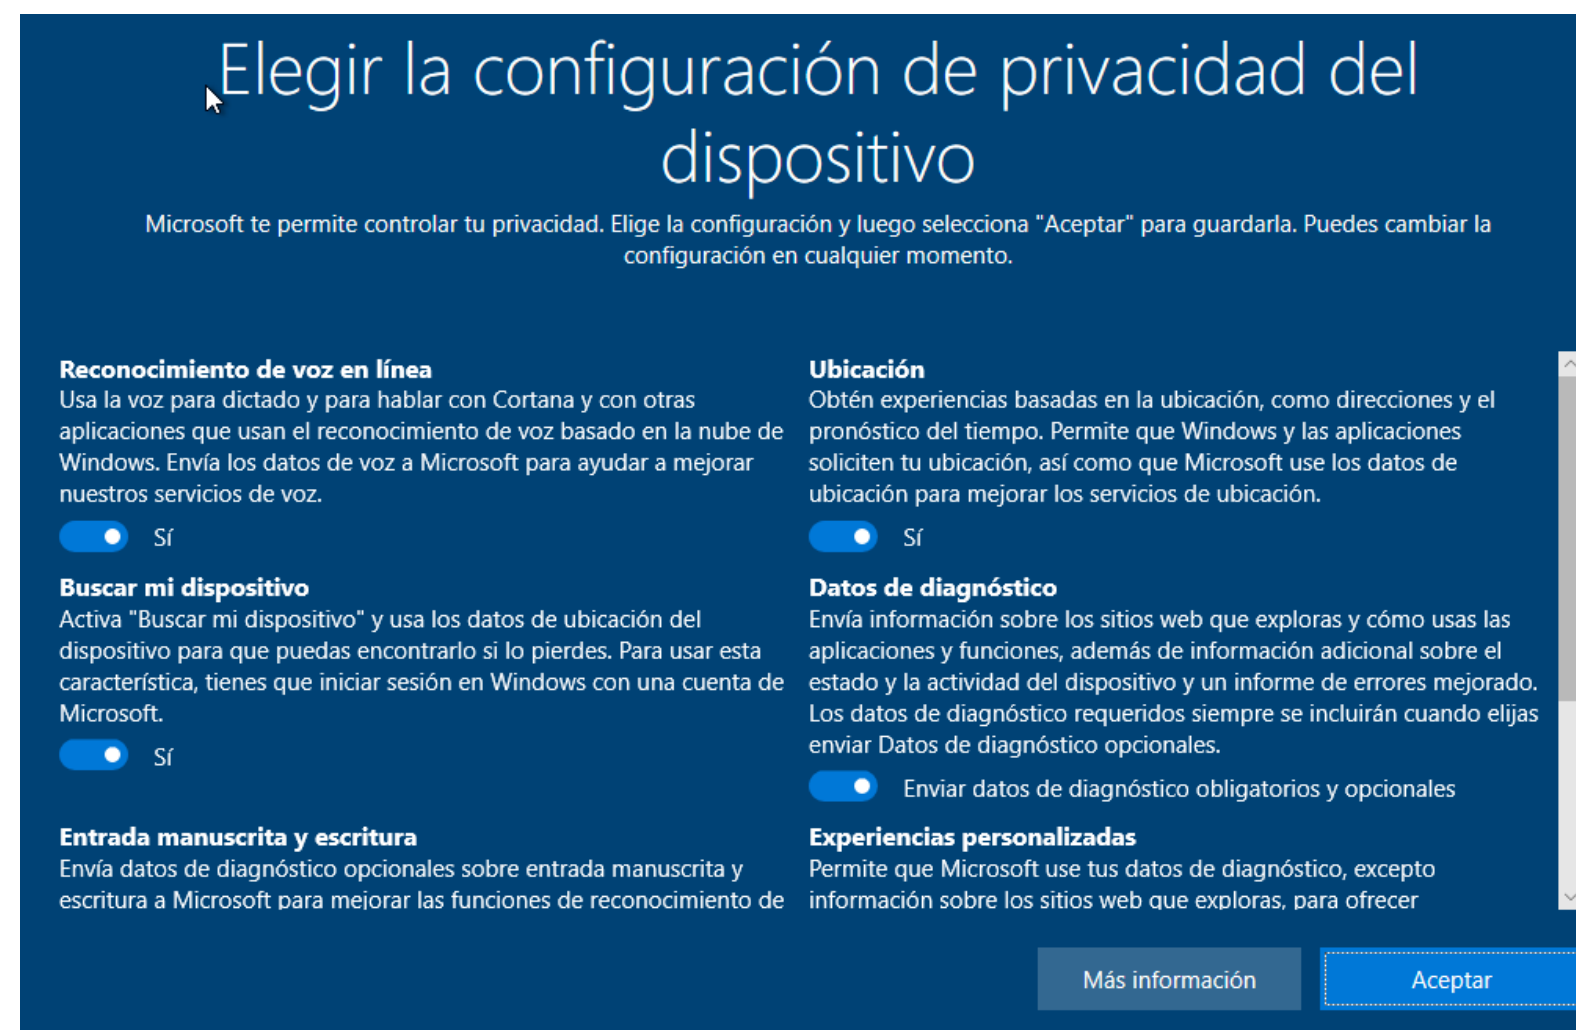 Elegir la configuración de privacidad del
dispositivo
Microsoft te permite controlar tu privacidad. Elige la configuración y luego selecciona "Aceptar" para guardarla. Puedes cambiar la
configuración en cualquier momento.
Reconocimiento de voz en línea
Usa la voz para dictado y para hablar con Cortana y con otras
aplicaciones que usan el reconocimiento de voz basado en la nube de
Windows. Envía los datos de voz a Microsoft para ayudar a mejorar
nuestros servicios de voz.
Sí
Ubicación
Obtén experiencias basadas en la ubicación, como direcciones y el
pronóstico del tiempo. Permite que Windows y las aplicaciones
soliciten tu ubicación, así como que Microsoft use los datos de
ubicación para mejorar los servicios de ubicación.
Sí
Buscar mi dispositivo
Activa "Buscar mi dispositivo" y usa los datos de ubicación del
dispositivo para que puedas encontrarlo si lo pierdes. Para usar esta
característica, tienes que iniciar sesión en Windows con una cuenta de
Microsoft.
Sí
Datos de diagnóstico
Envía información sobre los sitios web que exploras y cómo usas las
aplicaciones y funciones, además de información adicional sobre el
estado y la actividad del dispositivo y un informe de errores mejorado.
Los datos de diagnóstico requeridos siempre se incluirán cuando elijas
enviar Datos de diagnóstico opcionales.
Enviar datos de diagnóstico obligatorios y opcionales
Entrada manuscrita y escritura
Envía datos de diagnóstico opcionales sobre entrada manuscrita y
escritura a Microsoft para mejorar las funciones de reconocimiento de
Experiencias personalizadas
Permite que Microsoft use tus datos de diagnóstico, excepto
información sobre los sitios web que exploras, para ofrecer
Más información
Aceptar